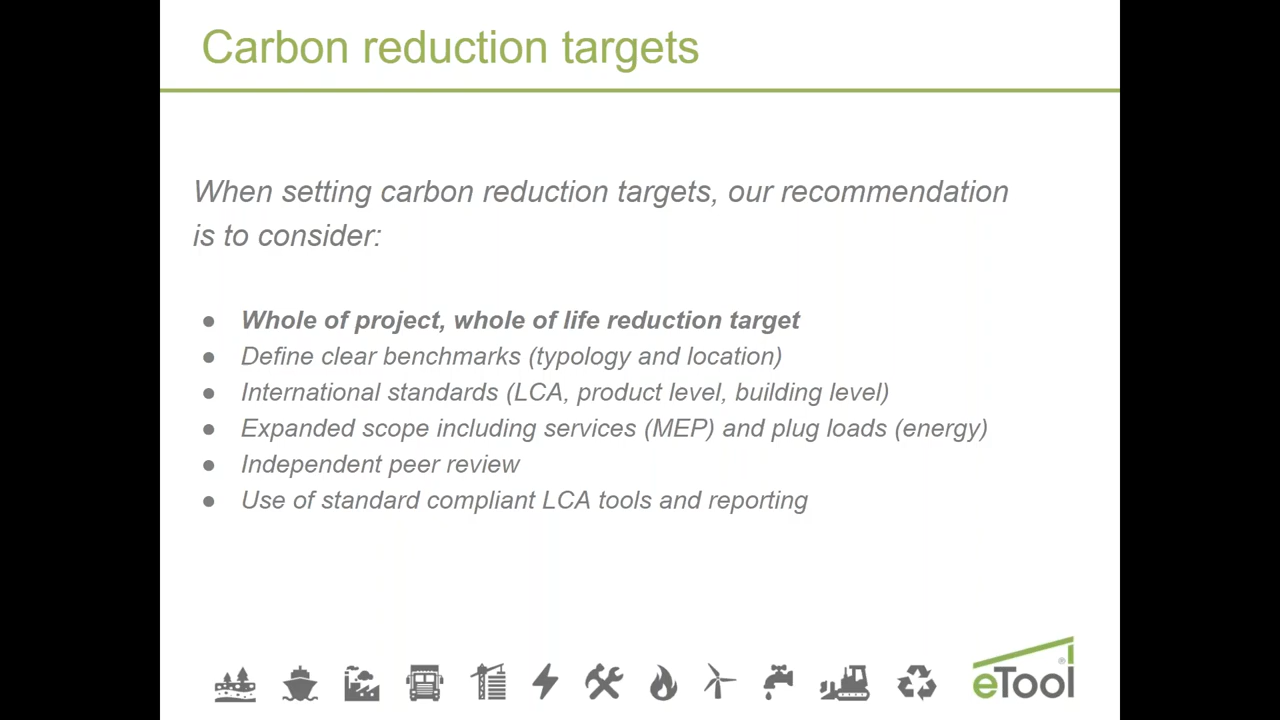 Carbon reduction targets
When setting carbon reduction targets, our recommendation
is to consider:
● Whole of project, whole of life reduction target
● Define clear benchmarks (typology and location)
● International standards (LCA, product level, building level)
● Expanded scope including services (MEP) and plug loads (energy)
● Independent peer review
● Use of standard compliant LCA tools and reporting
eTool®